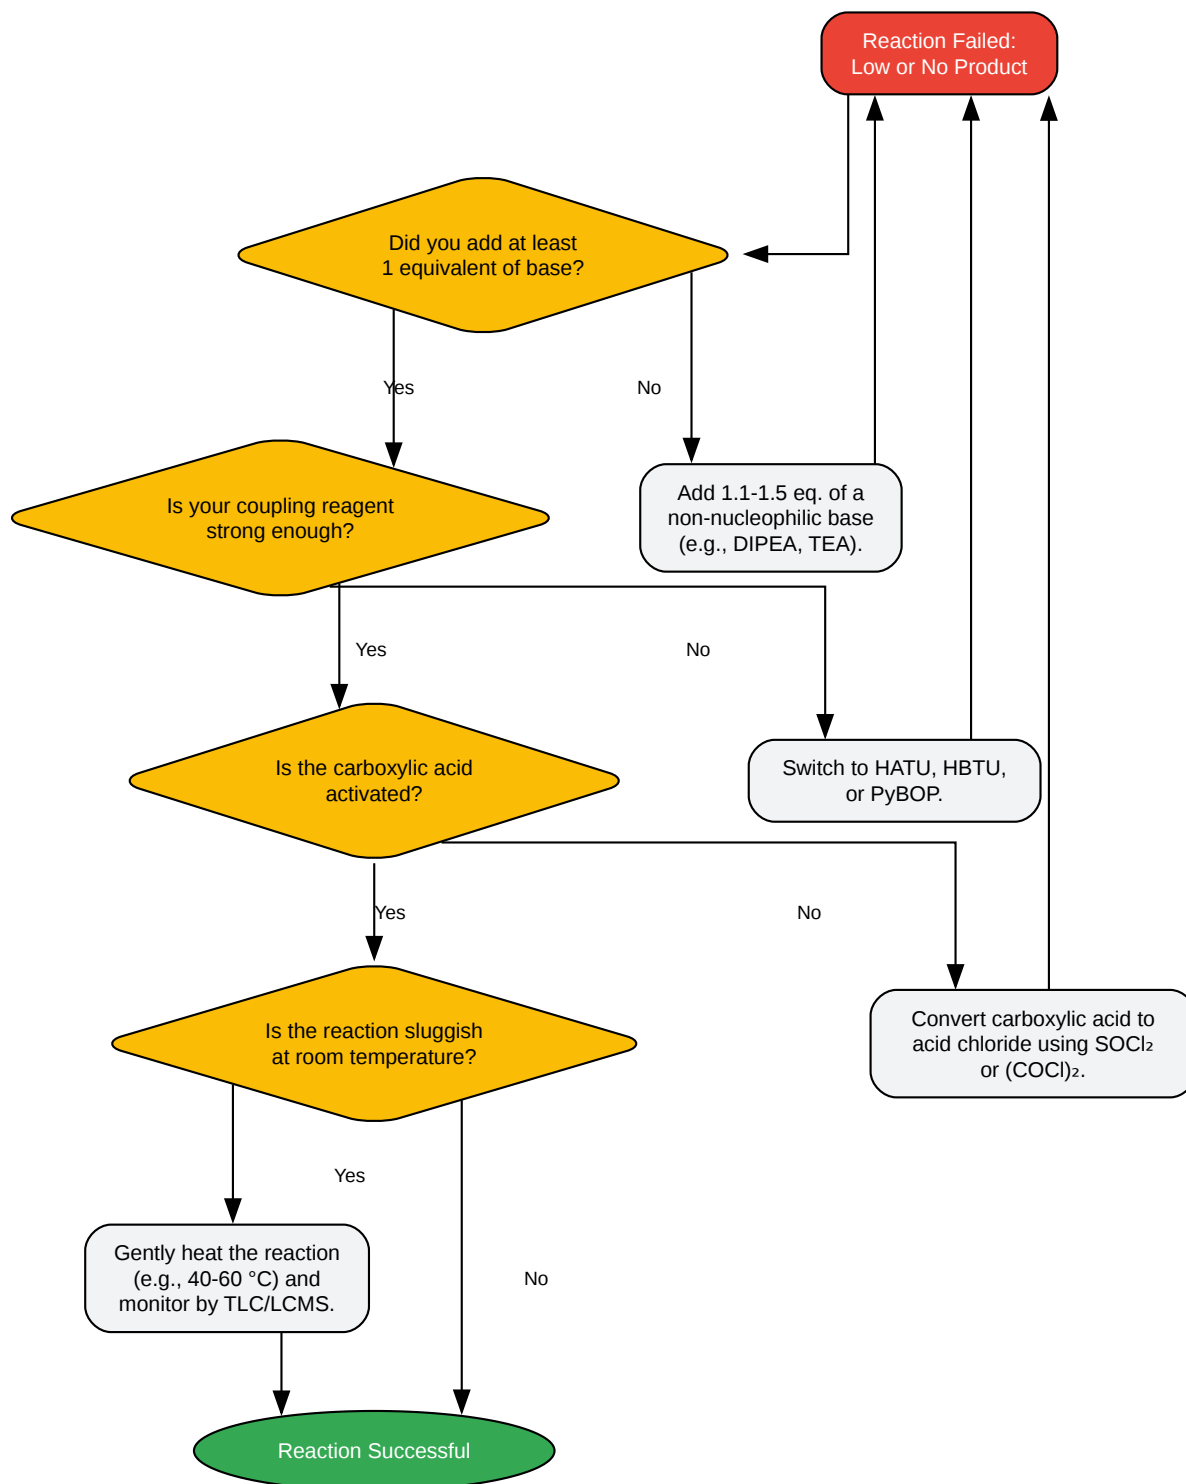 Reaction Failed:
Low or No Product
Did you add at least
1 equivalent of base?
Yes
No
Is your coupling reagent
strong enough?
Add 1.1-1.5 eq. of a
non-nucleophilic base
(e.g., DIPEA, TEA).
Yes
No
Is the carboxylic acid
activated?
Switch to HATU, HBTU,
or PyBOP.
Yes
No
Is the reaction sluggish
at room temperature?
Convert carboxylic acid to
acid chloride using SOCl₂
or (COCl)₂.
Yes
Gently heat the reaction
(e.g., 40-60 °C) and
monitor by TLC/LCMS.
No
Reaction Successful